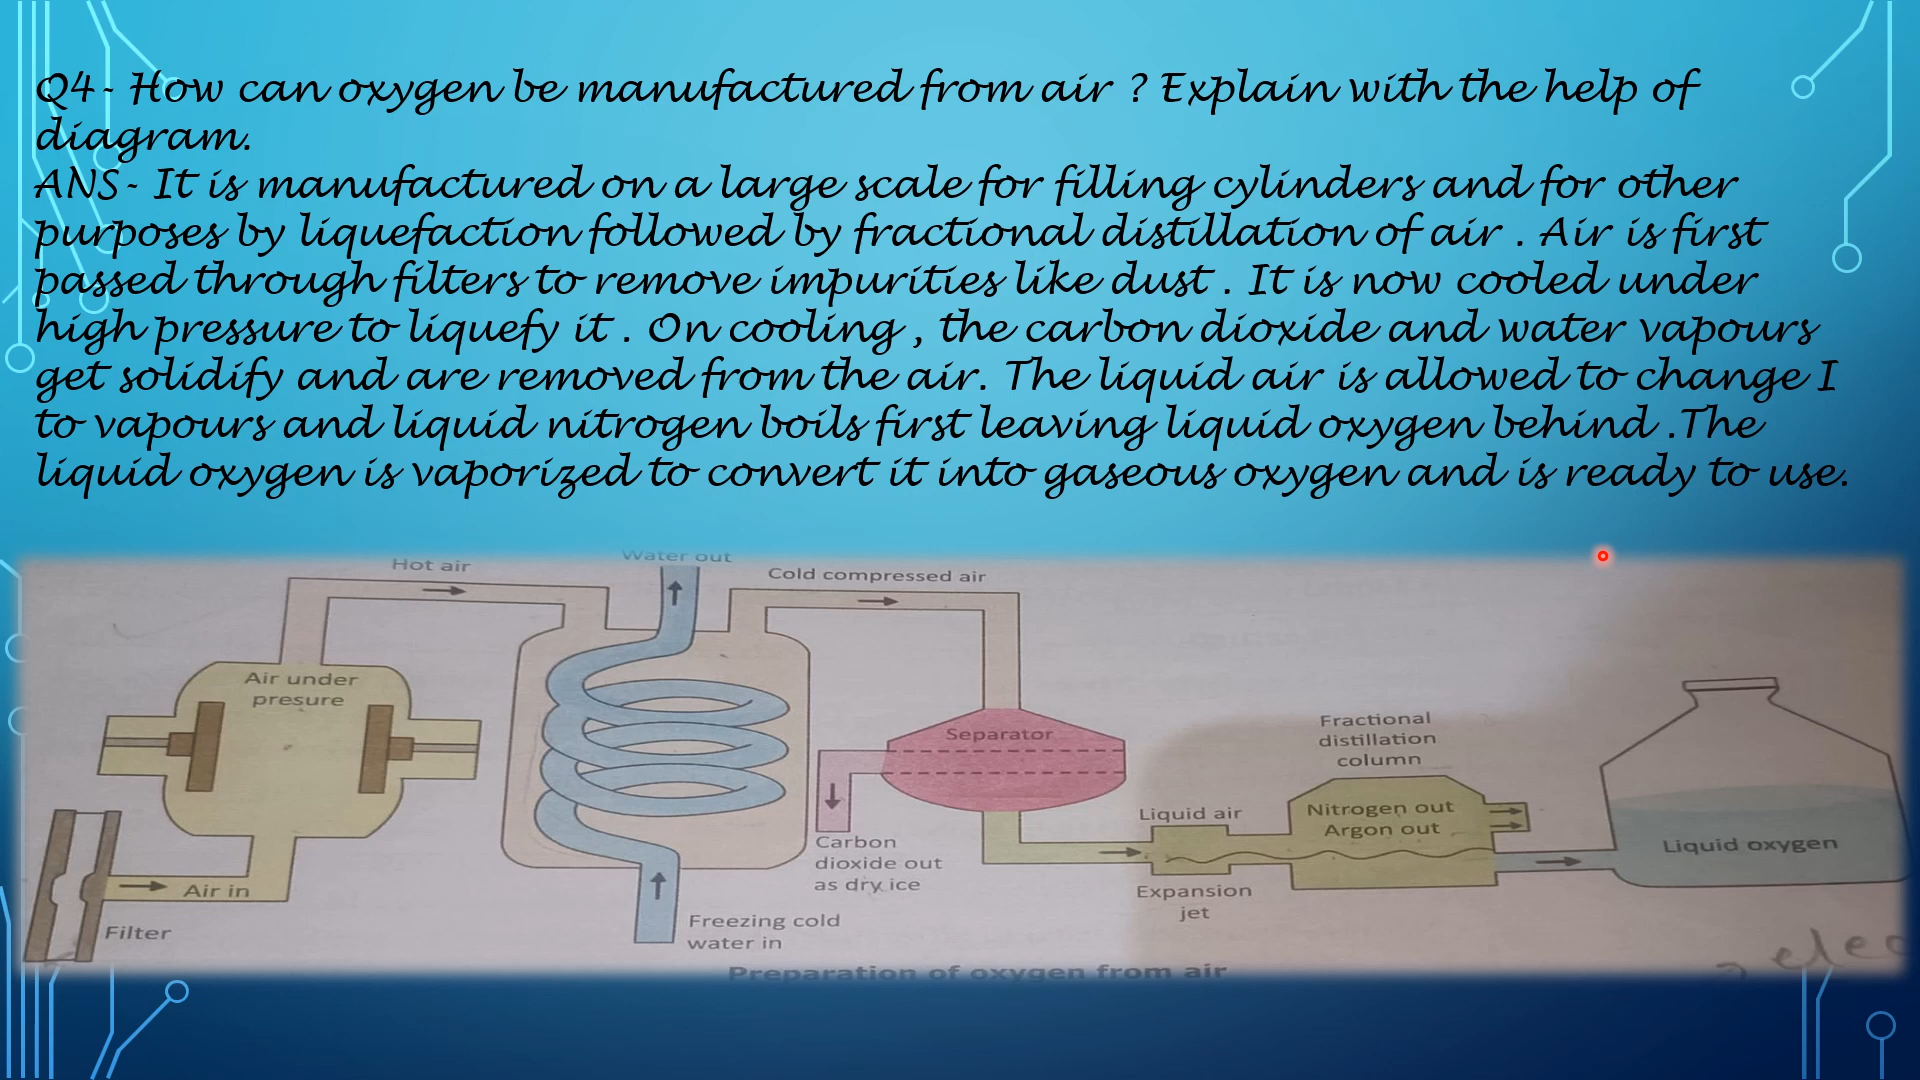 Q4- How can oxygen be manufactured from air ? Explain with the help of
diagram.
ANS- It is manufactured on a large scale for filling cylinders and for other
purposes by liquefaction followed by fractional distillation of air . Air is first
passed through filters to remove impurities like dust . It is now cooled under
high pressure to liquefy it . On cooling , the carbon dioxide and water vapours
get solidify and are removed from the air. The liquid air is allowed to change I
to vapours and liquid nitrogen boils first leaving liquid oxygen behind .The
liquid oxygen is vaporized to convert it into gaseous oxygen and is ready to use.
Hot air
Water out
Cold compressed air
Air under
presure
Separator
Fractional
distillation
column
Liquid air
Nitrogen out
Argon out
Liquid oxygen
Carbon
dioxide out
as dry ice
Air in
Expansion
jet
Filter
Freezing cold
water in
Preparation of oxygen from air